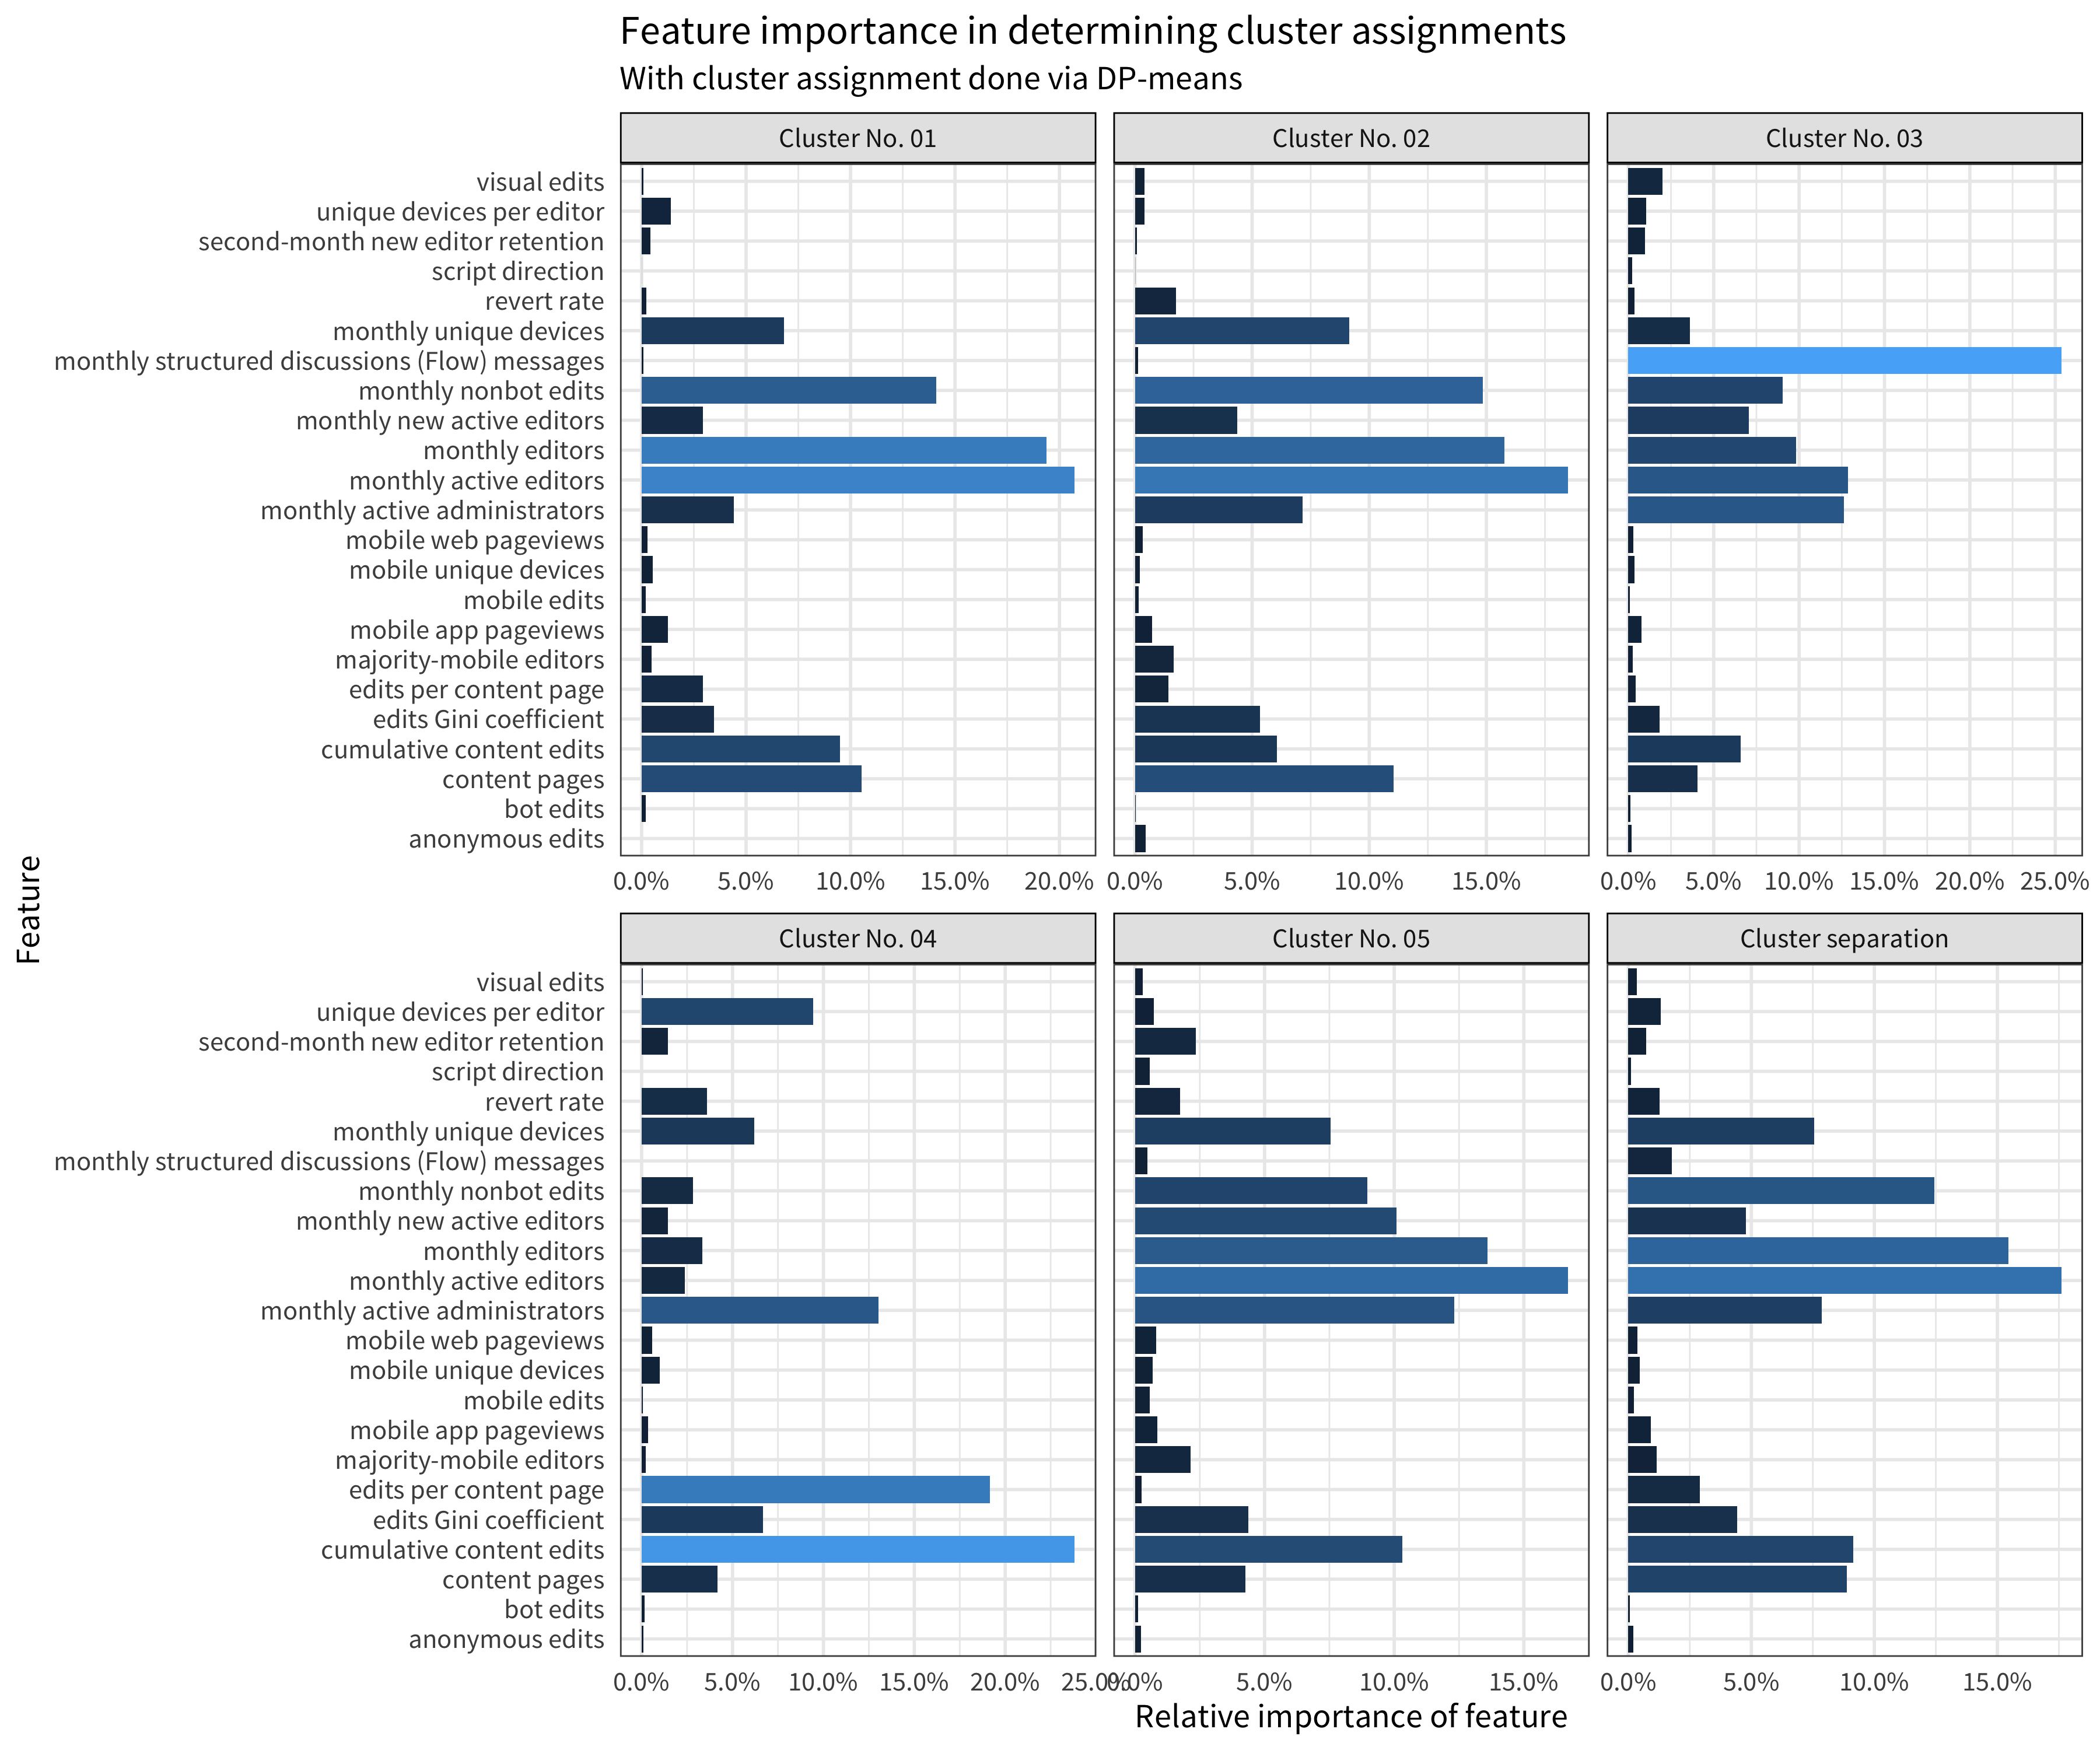 Feature importance in determining cluster assignments
With cluster assignment done via DP-means
Cluster No. 01
Cluster No. 02
Cluster No. 03
visual edits
unique devices per editor
second-month new editor retention
script direction
revert rate
monthly unique devices
monthly structured discussions (Flow) messages
monthly nonbot edits
monthly new active editors
monthly editors
monthly active editors
monthly active administrators
mobile web pageviews
mobile unique devices
mobile edits
mobile app pageviews
majority-mobile editors
edits per content page
edits Gini coefficient
cumulative content edits
content pages
bot edits
anonymous edits
0.0% 5.0% 10.0% 15.0% 20.0%
0.0% 5.0% 10.0% 15.0%
0.0% 5.0% 10.0% 15.0% 20.0% 25.0%
Feature
Cluster No. 04
Cluster No. 05
Cluster separation
visual edits
unique devices per editor
second-month new editor retention
script direction
revert rate
monthly unique devices
monthly structured discussions (Flow) messages
monthly nonbot edits
monthly new active editors
monthly editors
monthly active editors
monthly active administrators
mobile web pageviews
mobile unique devices
mobile edits
mobile app pageviews
majority-mobile editors
edits per content page
edits Gini coefficient
cumulative content edits
content pages
bot edits
anonymous edits
0.0% 5.0% 10.0% 15.0% 20.0% 25.0%
0.0% 5.0% 10.0% 15.0%
0.0% 5.0% 10.0% 15.0%
Relative importance of feature